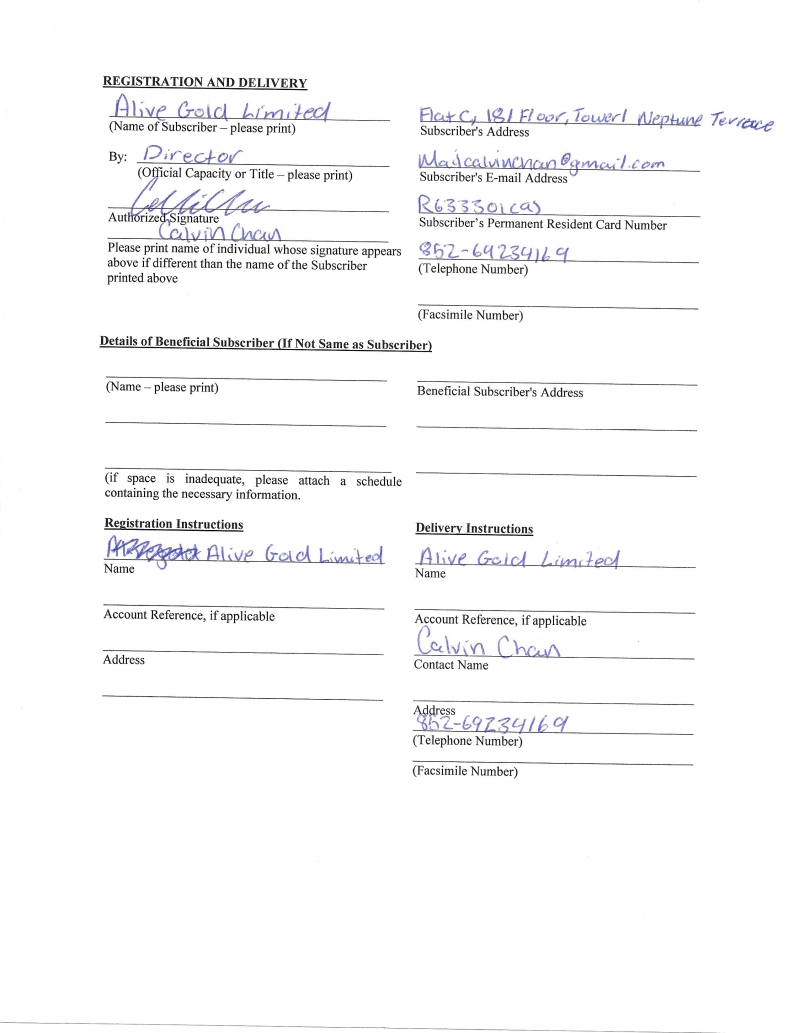 REGISTRATION AND DELIVERY
Alive Gold Limited
(Name of Subscriber – please print)
By: Director
(Official Capacity or Title – please print)
Authorized Signature
Calvin Chan
Please print name of individual whose signature appears
above if different than the name of the Subscriber
printed above
Flat C, 18/ Floor, Tower1 Neptune Terrace
Subscriber's Address
Mailcalvinchan@gmail.com
Subscriber's E-mail Address
R633301(a)
Subscriber's Permanent Resident Card Number
852-69234169
(Telephone Number)
(Facsimile Number)
Details of Beneficial Subscriber (If Not Same as Subscriber)
(Name – please print)
Beneficial Subscriber's Address
(if space is inadequate, please attach a schedule
containing the necessary information.
Registration Instructions
Alive Gold Limited
Name
Account Reference, if applicable
Address
Delivery Instructions
Alive Gold Limited
Name
Account Reference, if applicable
Calvin Chan
Contact Name
Address
852-69234169
(Telephone Number)
(Facsimile Number)